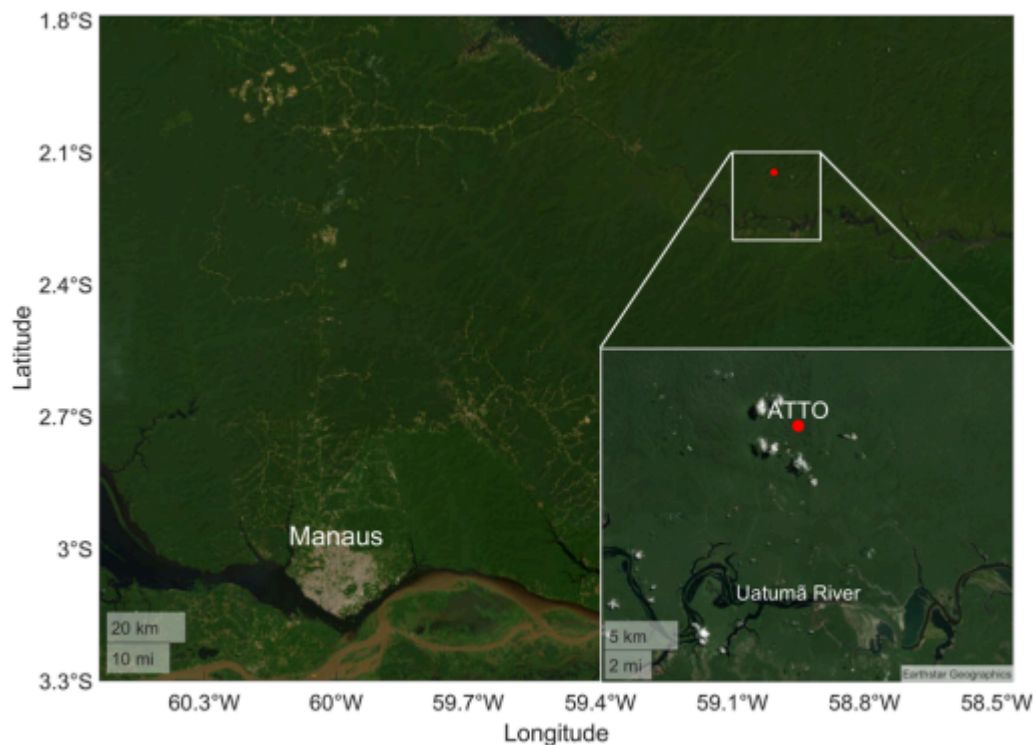 1.8°S
2.1°S
2.4°S
2.7°S
3°S
3.3°S
Latitude
ATTO
Manaus
Uatumã River
20 km
10 mi
5 km
2 mi
Earthstar Geographics
60.3°W 60°W 59.7°W 59.4°W 59.1°W 58.8°W 58.5°W
Longitude